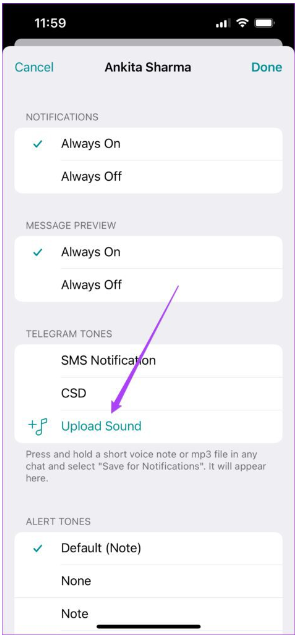 11:59
Cancel Ankita Sharma Done
NOTIFICATIONS
Always On
Always Off
MESSAGE PREVIEW
Always On
Always Off
TELEGRAM TONES
SMS Notification
CSD
Upload Sound
Press and hold a short voice note or mp3 file in any
chat and select "Save for Notifications". It will appear
here.
ALERT TONES
Default (Note)
None
Note